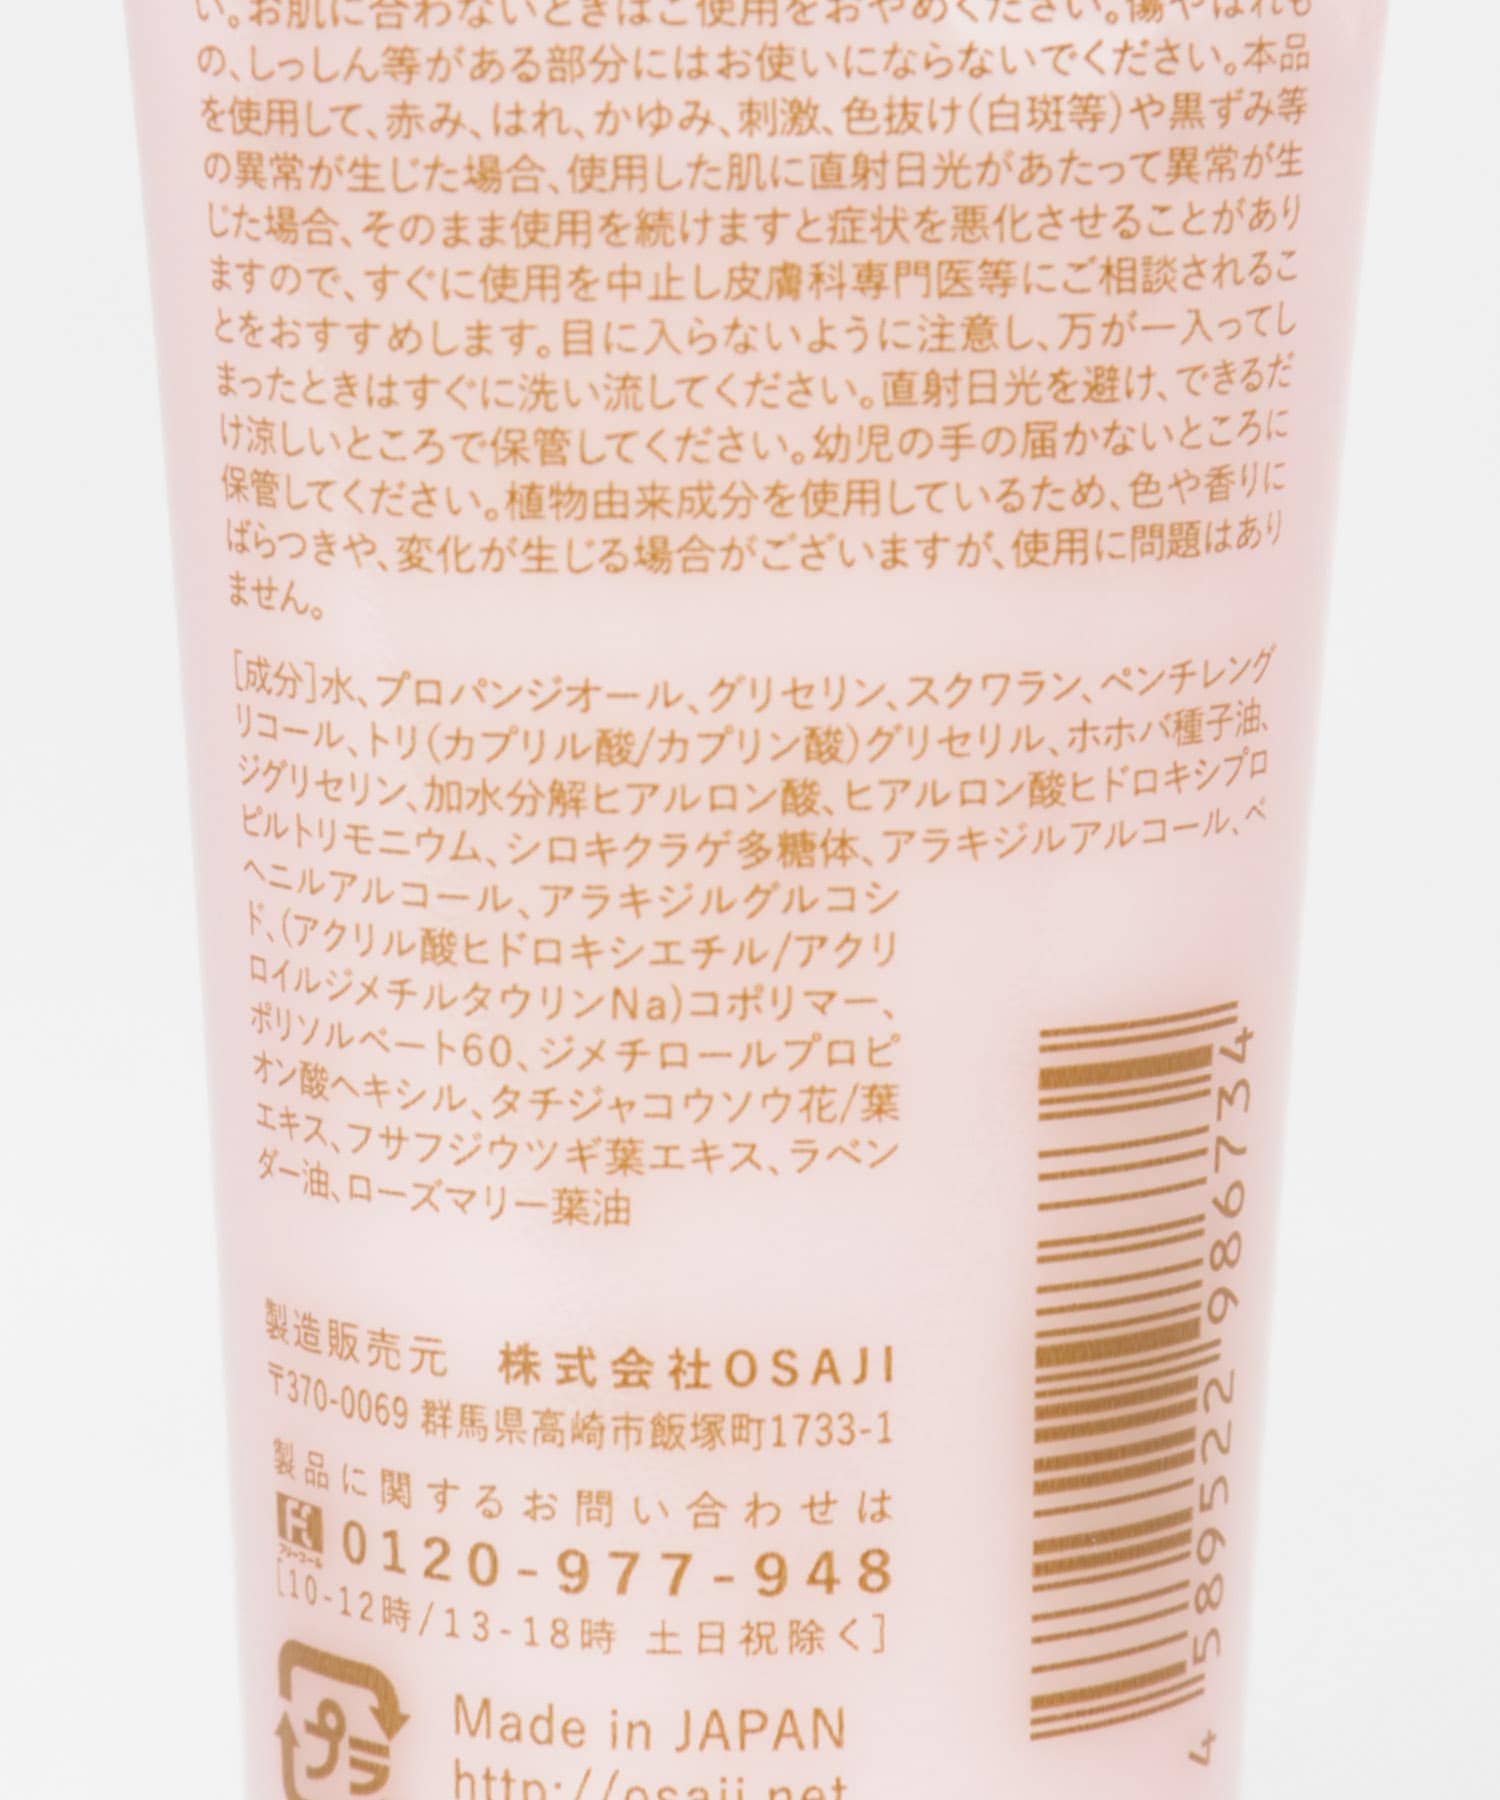 い。お肌に合わないときはご使用をおやめください。傷やはれも
の、しっしん等がある部分にはお使いにならないでください。本品
を使用して、赤み、はれ、かゆみ、刺激、色抜け（白斑等）や黒ずみ等
の異常が生じた場合、使用した肌に直射日光があたって異常が生
じた場合、そのまま使用を続けますと症状を悪化させることがあり
ますので、すぐに使用を中止し皮膚科専門医等にご相談されるこ
とをおすすめします。目に入らないように注意し、万が一入ってし
まったときはすぐに洗い流してください。直射日光を避け、できるだ
け涼しいところで保管してください。幼児の手の届かないところに
保管してください。植物由来成分を使用しているため、色や香りに
ばらつきや、変化が生じる場合がございますが、使用に問題はあり
ません。
[成分]水、プロパンジオール、グリセリン、スクワラン、ペンチレング
リコール、トリ（カプリル酸/カプリン酸）グリセリル、ホホバ種子油、
ジグリセリン、加水分解ヒアルロン酸、ヒアルロン酸ヒドロキシプロ
ピルトリモニウム、シロキクラゲ多糖体、アラキジルアルコール、ベ
ヘニルアルコール、アラキジルグルコシ
ド、（アクリル酸ヒドロキシエチル/アクリ
ロイルジメチルタウリンNa）コポリマー、
ポリソルベート60、ジメチロールプロピ
オン酸ヘキシル、タチジャコウソウ花/葉
エキス、フサフジウツギ葉エキス、ラベン
ダー油、ローズマリー葉油
製造販売元 株式会社OSAJI
〒370-0069 群馬県高崎市飯塚町1733-1
製品に関するお問い合わせは
フリーコール 0120-977-948
[10-12時/13-18時 土日祝除く]
プラ
Made in JAPAN
http://osaji.net
4 589522 986734